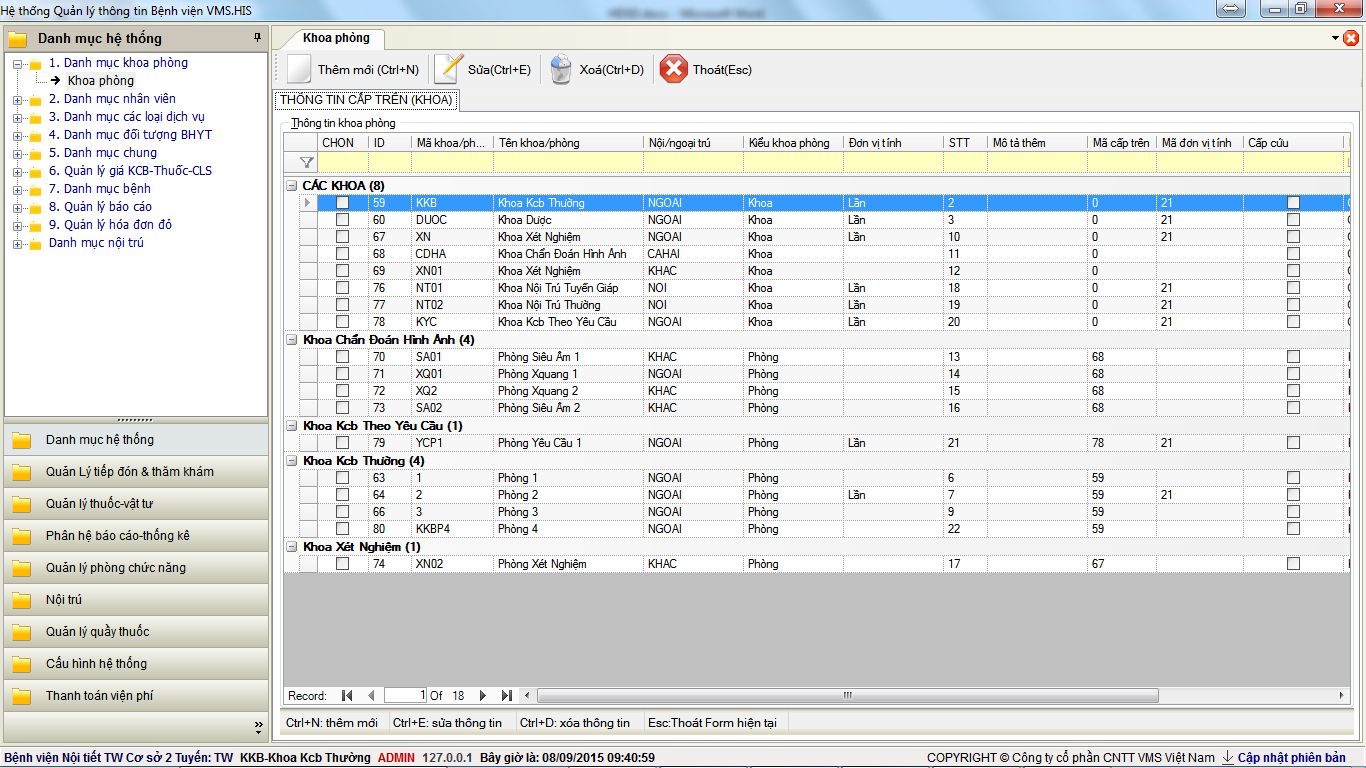 Hệ thống Quản lý thông tin Bệnh viện VMS.HIS
Danh mục hệ thống
1. Danh mục khoa phòng
Khoa phòng
2. Danh mục nhân viên
3. Danh mục các loại dịch vụ
4. Danh mục đối tượng BHYT
5. Danh mục chung
6. Quản lý giá KCB-Thuốc-CLS
7. Danh mục bệnh
8. Quản lý báo cáo
9. Quản lý hóa đơn đỏ
Danh mục nội trú
Danh mục hệ thống
Quản Lý tiếp đón & thăm khám
Quản lý thuốc-vật tư
Phân hệ báo cáo-thống kê
Quản lý phòng chức năng
Nội trú
Quản lý quầy thuốc
Cấu hình hệ thống
Thanh toán viện phí
Khoa phòng
Thêm mới (Ctrl+N) Sửa(Ctrl+E) Xoá(Ctrl+D) Thoát(Esc)
THÔNG TIN CẤP TRÊN (KHOA)
Thông tin khoa phòng
CHON ID Mã khoa/ph... Tên khoa/phòng Nội/ngoại trú Kiểu khoa phòng Đơn vị tính STT Mô tả thêm Mã cấp trên Mã đơn vị tính Cấp cứu
CÁC KHOA (8)
59 KKB Khoa Kcb Thường NGOAI Khoa Lần 2 0 21
60 DUOC Khoa Dược NGOAI Khoa Lần 3 0 21
67 XN Khoa Xét Nghiệm NGOAI Khoa Lần 10 0 21
68 CDHA Khoa Chẩn Đoán Hình Ảnh CAHAI Khoa 11 0
69 XN01 Khoa Xét Nghiệm KHAC Khoa 12 0
76 NT01 Khoa Nội Trú Tuyến Giáp NOI Khoa Lần 18 0 21
77 NT02 Khoa Nội Trú Thường NOI Khoa Lần 19 0 21
78 KYC Khoa Kcb Theo Yêu Cầu NGOAI Khoa Lần 20 0 21
Khoa Chẩn Đoán Hình Ảnh (4)
70 SA01 Phòng Siêu Âm 1 KHAC Phòng 13 68
71 XQ01 Phòng Xquang 1 NGOAI Phòng 14 68
72 XQ2 Phòng Xquang 2 KHAC Phòng 15 68
73 SA02 Phòng Siêu Âm 2 KHAC Phòng 16 68
Khoa Kcb Theo Yêu Cầu (1)
79 YCP1 Phòng Yêu Cầu 1 NGOAI Phòng Lần 21 78 21
Khoa Kcb Thường (4)
63 1 Phòng 1 NGOAI Phòng 6 59
64 2 Phòng 2 NGOAI Phòng Lần 7 59 21
66 3 Phòng 3 NGOAI Phòng 9 59
80 KKBP4 Phòng 4 NGOAI Phòng 22 59
Khoa Xét Nghiệm (1)
74 XN02 Phòng Xét Nghiệm KHAC Phòng 17 67
Record: 1 Of 18
Ctrl+N: thêm mới Ctrl+E: sửa thông tin Ctrl+D: xóa thông tin Esc:Thoát Form hiện tại
Bệnh viện Nội tiết TW Cơ sở 2 Tuyến: TW KKB-Khoa Kcb Thường ADMIN 127.0.0.1 Bây giờ là: 08/09/2015 09:40:59 COPYRIGHT © Công ty cổ phần CNTT VMS Việt Nam Cập nhật phiên bản